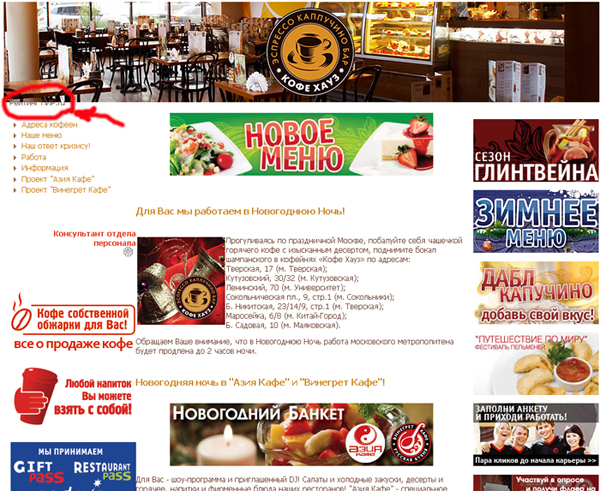 ЭСПРЕССО КАПУЧИНО БАР
КОФЕ ХАУЗ
Адреса кофеен
Наше меню
Наш ответ кризису!
Работа
Информация
Проект "Азия Кафе"
Проект "Винегрет Кафе"
Консультант отдела
персонала
Кофе собственной
обжарки для Вас!
все о продаже кофе
Любой напиток
Вы можете
взять с собой!
МЫ ПРИНИМАЕМ
GIFT PASS
RESTAURANT PASS
НОВОЕ
МЕНЮ
Для Вас мы работаем в Новогоднюю Ночь!
Прогуливаясь по праздничной Москве, побалуйте себя чашечкой
горячего кофе с изысканным десертом, поднимите бокал
шампанского в кофейнях «Кофе Хауз» по адресам:
Тверская, 17 (м. Тверская);
Кутузовский, 30/32 (м. Кутузовская);
Ленинский, 70 (м. Университет);
Сокольническая пл., 9, стр.1 (м. Сокольники);
Б. Никитская, 23/14/9, стр.1 (м. Тверская);
Маросейка, 6/8 (м. Китай-Город);
Б. Садовая, 10 (м. Маяковская).
Обращаем Ваше внимание, что в Новогоднюю Ночь работа московского метрополитена
будет продлена до 2 часов ночи.
Новогодняя ночь в "Азия Кафе" и "Винегрет Кафе"!
НОВОГОДНИЙ БАНКЕТ
АЗИЯ
КАФЕ
ВИНЕГРЕТ
Для Вас - шоу-программа и приглашенный DJ! Салаты и холодные закуски, десерты и
горячее, напитки и фирменные блюда наших ресторанов! "Азия Кафе" - специальное
СЕЗОН
ГЛИНТВЕЙНА
ЗИМНЕЕ
МЕНЮ
ДАБЛ
КАПУЧИНО
добавь свой вкус!
"ПУТЕШЕСТВИЕ ПО МИРУ"
ФЕСТИВАЛЬ ПЕЛЬМЕНЕЙ
ЗАПОЛНИ АНКЕТУ
И ПРИХОДИ РАБОТАТЬ!
Пара кликов до начала карьеры >>
Участвуй в опросе
и получи